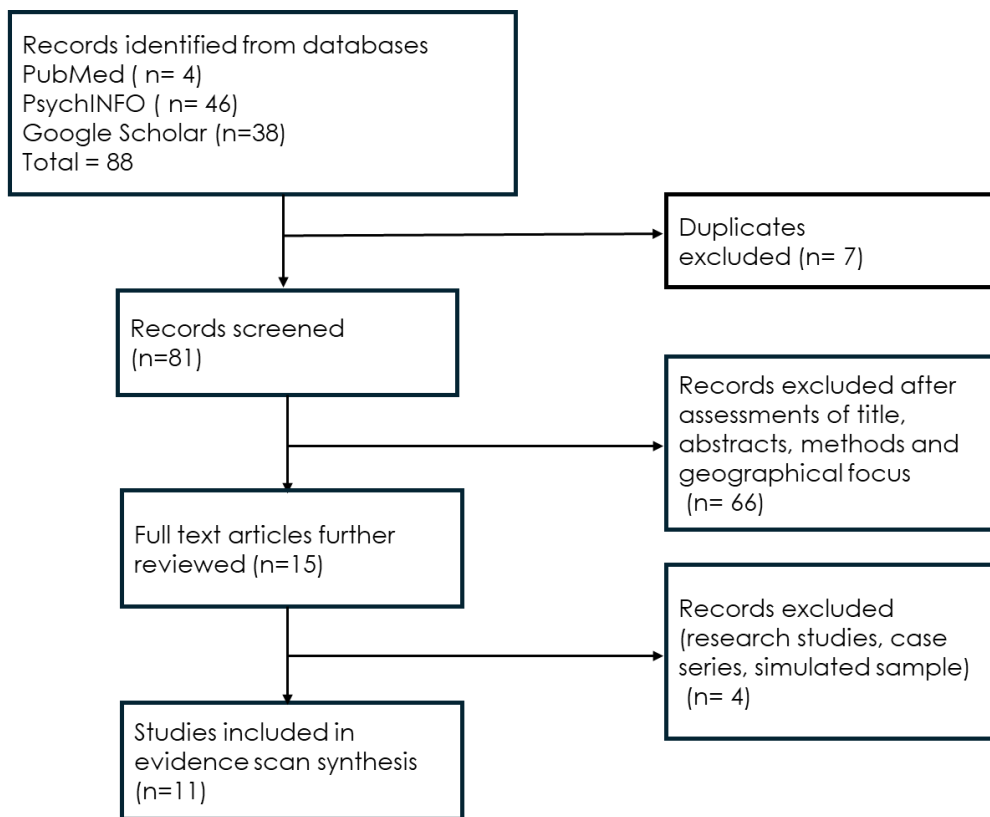 Records identified from databases
PubMed ( n= 4)
PsychINFO ( n= 46)
Google Scholar (n=38)
Total = 88
Duplicates
excluded (n= 7)
Records screened
(n=81)
Records excluded after
assessments of title,
abstracts, methods and
geographical focus
(n= 66)
Full text articles further
reviewed (n=15)
Records excluded
(research studies, case
series, simulated sample)
(n= 4)
Studies included in
evidence scan synthesis
(n=11)